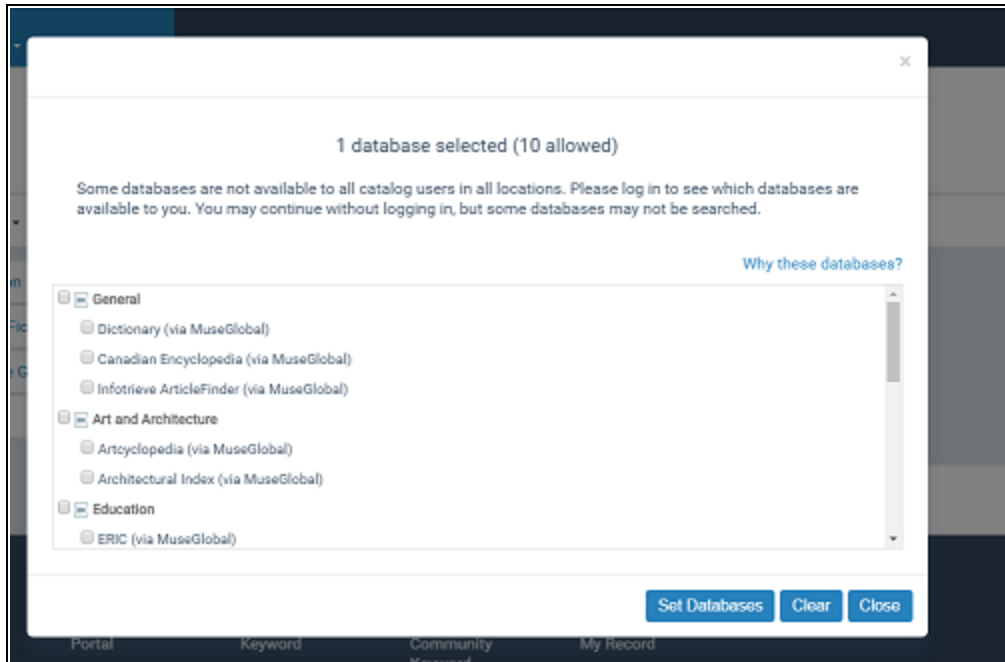 ×
1 database selected (10 allowed)
Some databases are not available to all catalog users in all locations. Please log in to see which databases are
available to you. You may continue without logging in, but some databases may not be searched.
Why these databases?
General
Dictionary (via MuseGlobal)
Canadian Encyclopedia (via MuseGlobal)
Infotrieve ArticleFinder (via MuseGlobal)
Art and Architecture
Artcyclopedia (via MuseGlobal)
Architectural Index (via MuseGlobal)
Education
ERIC (via MuseGlobal)
Set Databases Clear Close
Portal Keyword Community My Record